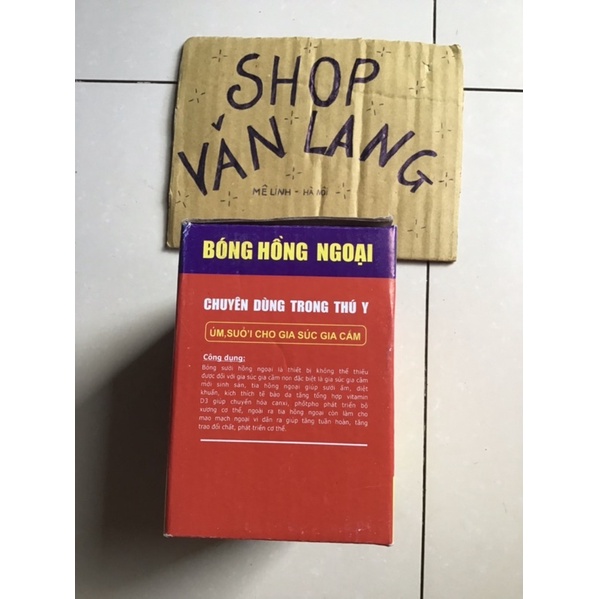 SHOP
VĂN LANG
MÊ LINH - HÀ NỘI
BÓNG HỒNG NGOẠI
CHUYÊN DÙNG TRONG THÚ Y
ÚM,SUỞI CHO GIA SÚC GIA CẦM
Công dụng:
Bóng sưởi hồng ngoại là thiết bị không thể thiếu
được đối với gia súc gia cầm non đặc biệt là gia súc gia cầm
mới sinh sản, tia hồng ngoại giúp sưởi ấm, diệt
khuẩn, kích thích tế bào da tăng tổng hợp vitamin
D3 giúp chuyển hóa canxi, phốtpho phát triển bộ
xương cơ thể, ngoài ra tia hồng ngoại còn làm cho
mao mạch ngoại vi dãn ra giúp tăng tuần hoàn, tăng
trao đổi chất, phát triển cơ thể.